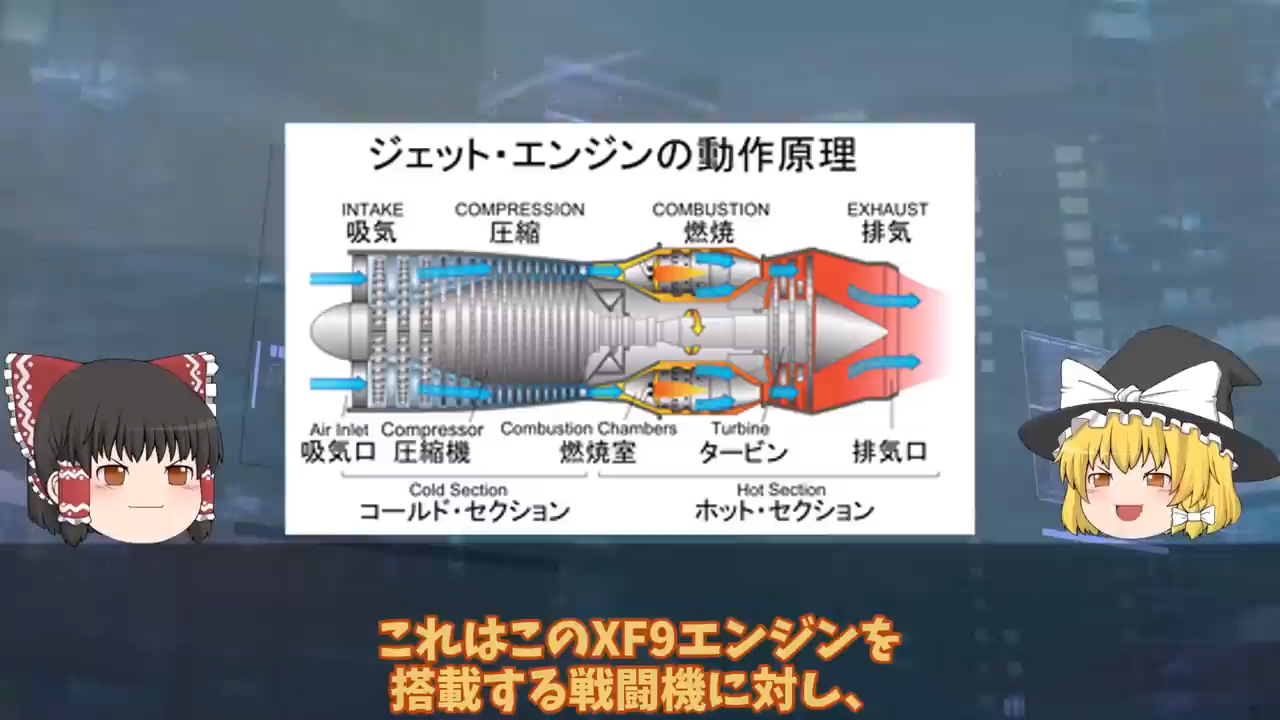 ジェット・エンジンの動作原理
INTAKE COMPRESSION COMBUSTION EXHAUST
吸気 圧縮 燃焼 排気
Air Inlet Compressor Combustion Chambers Turbine
吸気口 圧縮機 燃焼室 タービン 排気口
Cold Section Hot Section
コールド・セクション ホット・セクション
これはこのXF9エンジンを
搭載する戦闘機に対し、